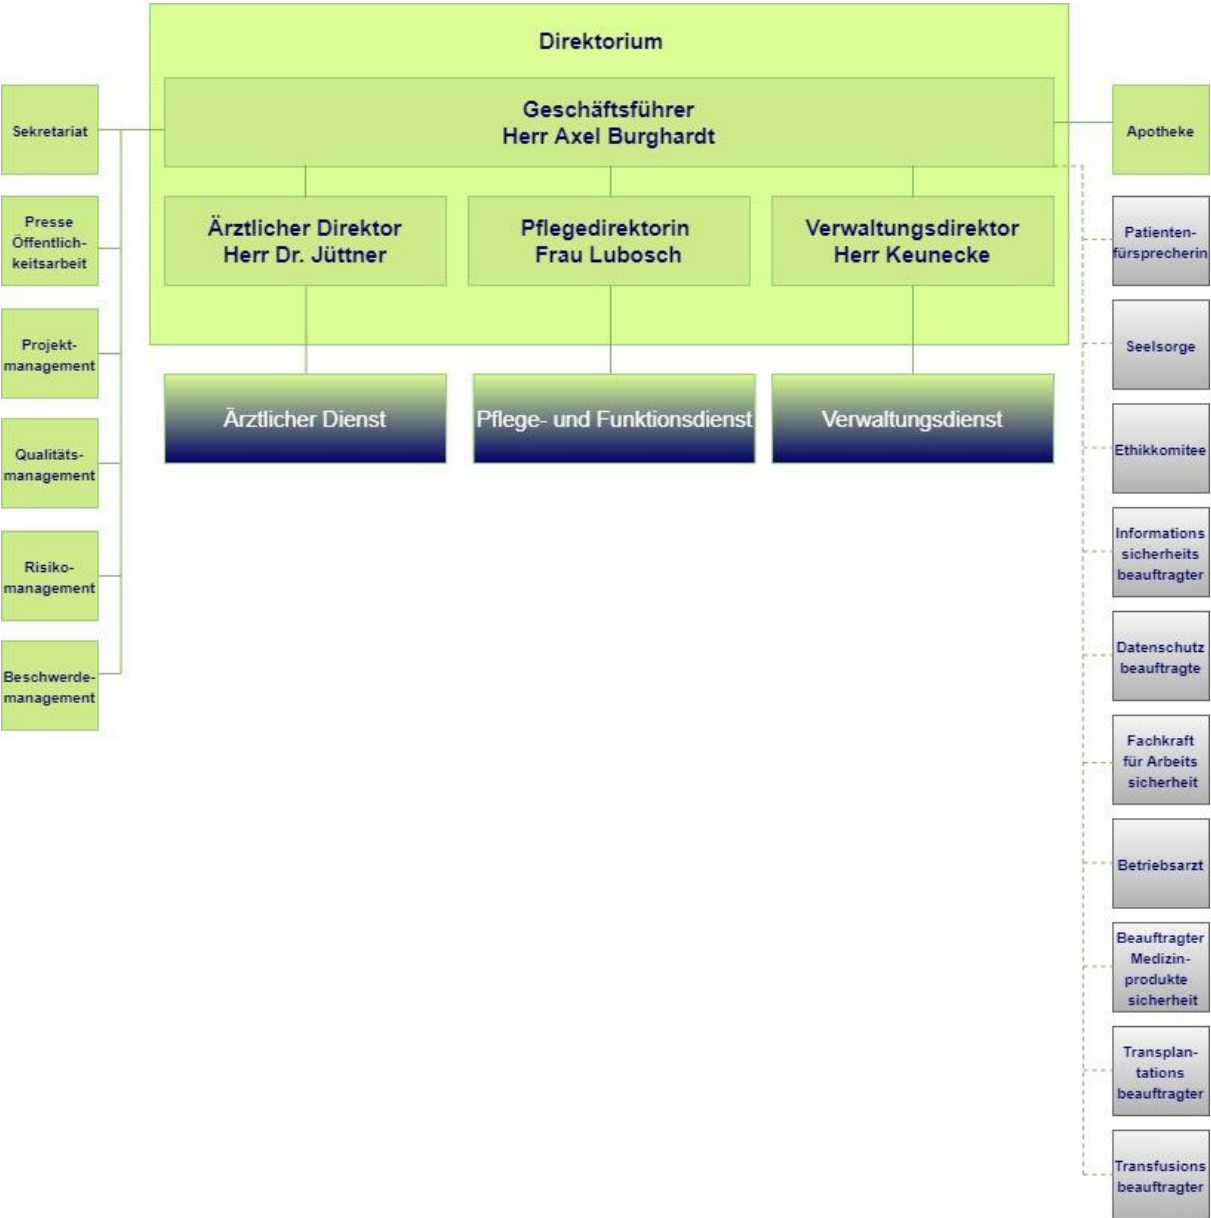 Direktorium
Geschäftsführer
Herr Axel Burghardt
Ärztlicher Direktor
Herr Dr. Jüttner
Pflegedirektorin
Frau Lubosch
Verwaltungsdirektor
Herr Keunecke
Ärztlicher Dienst
Pflege- und Funktionsdienst
Verwaltungsdienst
Sekretariat
Presse
Öffentlich-
keitsarbeit
Projekt-
management
Qualitäts-
management
Risiko-
management
Beschwerde-
management
Apotheke
Patienten-
fürsprecherin
Seelsorge
Ethikkomitee
Informations
sicherheits
beauftragter
Datenschutz
beauftragte
Fachkraft
für Arbeits
sicherheit
Betriebsarzt
Beauftragter
Medizin-
produkte
sicherheit
Transplan-
tations
beauftragter
Transfusions
beauftragter